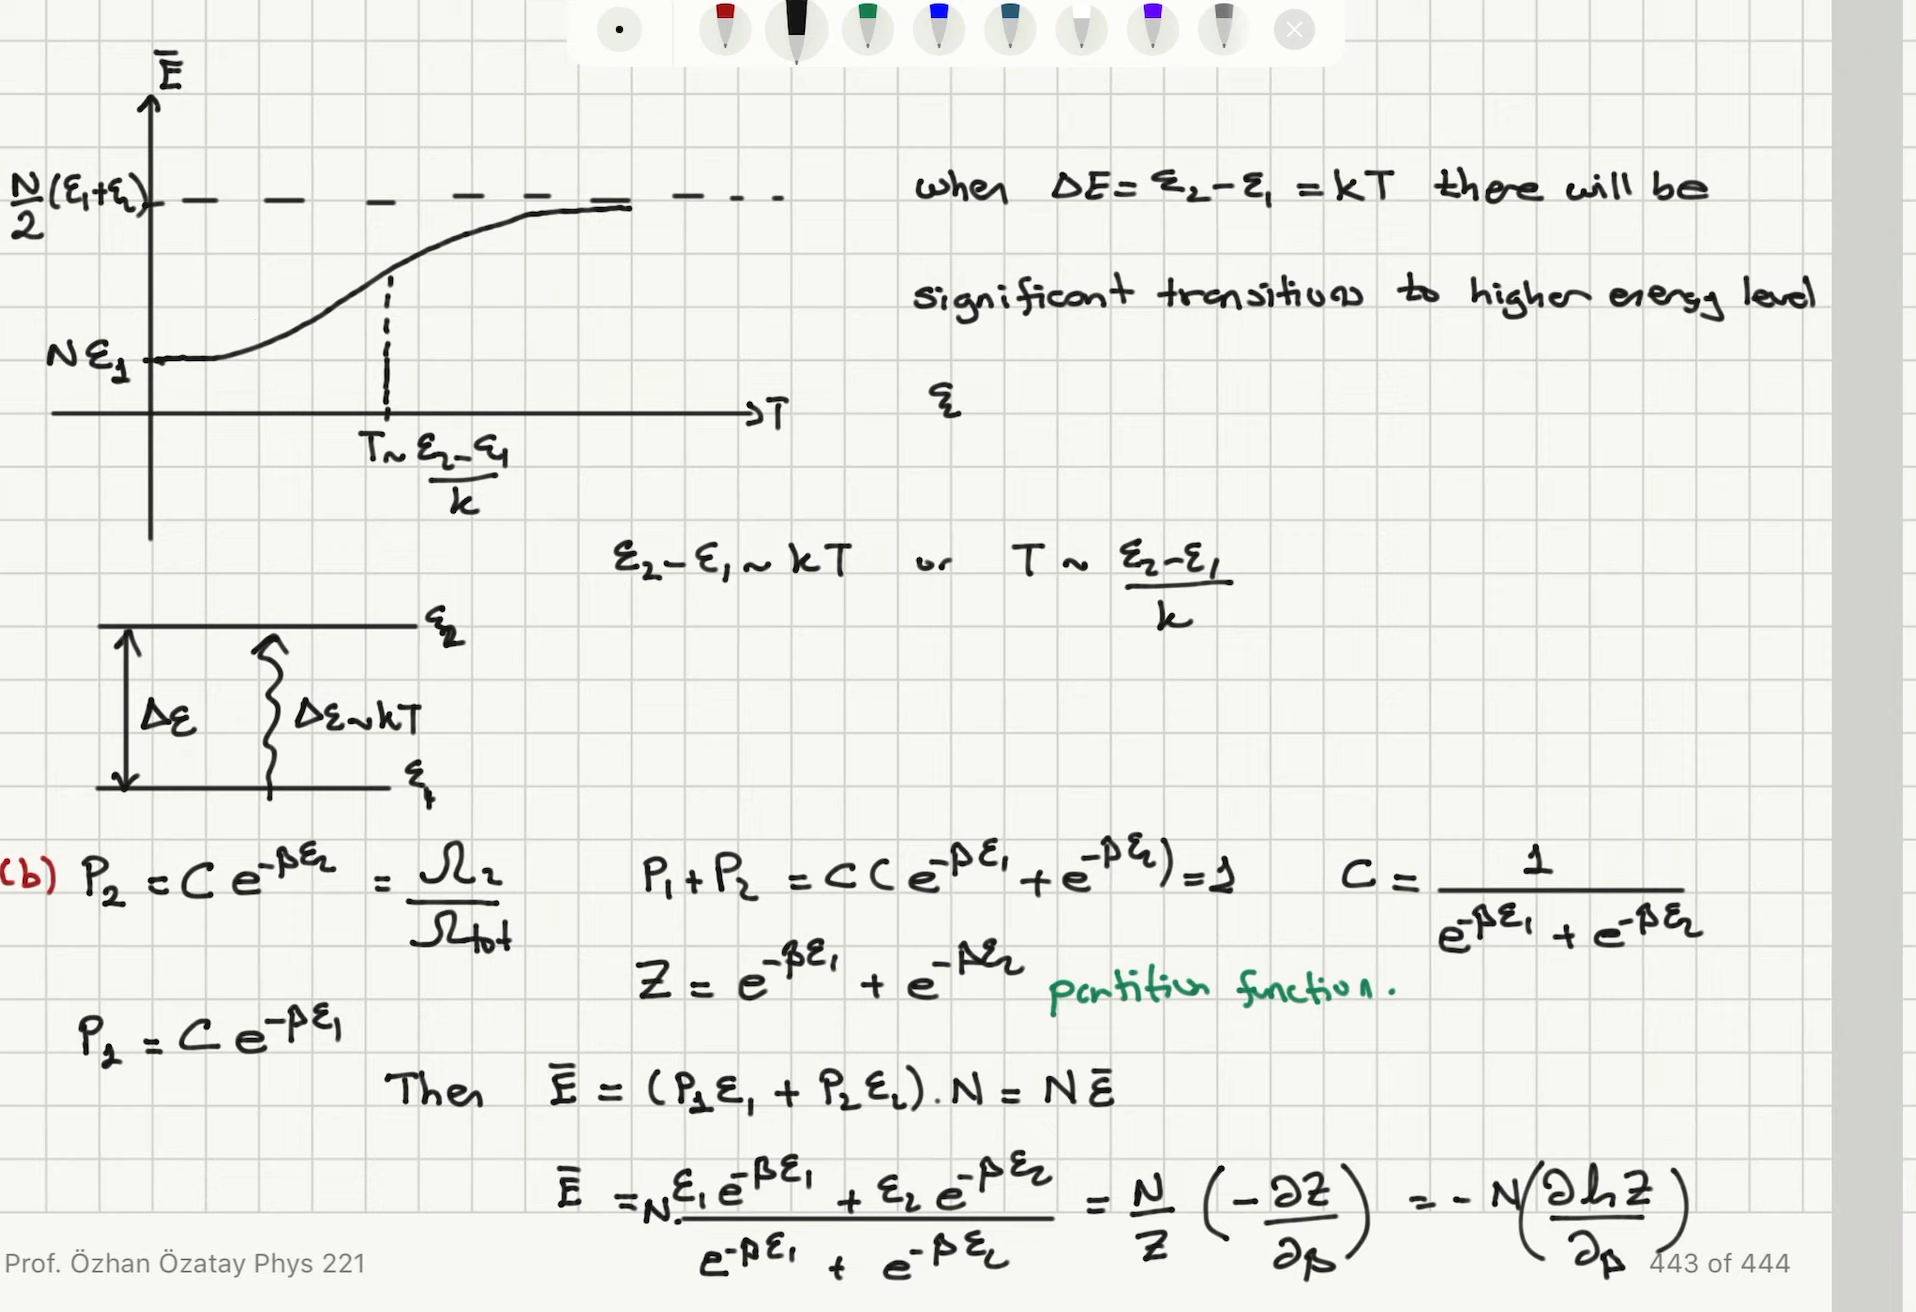 Ē
N/2 (ε₁+ε₂)
when ΔE = ε₂-ε₁ = kT there will be
significant transitions to higher energy level
Nε₁
T
ε
T~ ε₂-ε₁/k
ε₂-ε₁ ~ kT or T ~ ε₂-ε₁/k
ε₂
Δε Δε~kT
ε₁
(b) P₂ = C e^{-βε₂} = Ω₂/Ωtot P₁+P₂ = C(e^{-βε₁} + e^{-βε₂}) = 1 C = 1/(e^{-βε₁} + e^{-βε₂})
Z = e^{-βε₁} + e^{-βε₂} partition function.
P₁ = C e^{-βε₁}
Then Ē = (P₁ε₁ + P₂ε₂).N = Nε̄
Ē = N. (ε₁e^{-βε₁} + ε₂e^{-βε₂})/(e^{-βε₁} + e^{-βε₂}) = N/Z (-∂Z/∂β) = -N(∂lnZ/∂β)
Prof. Özhan Özatay Phys 221
443 of 444